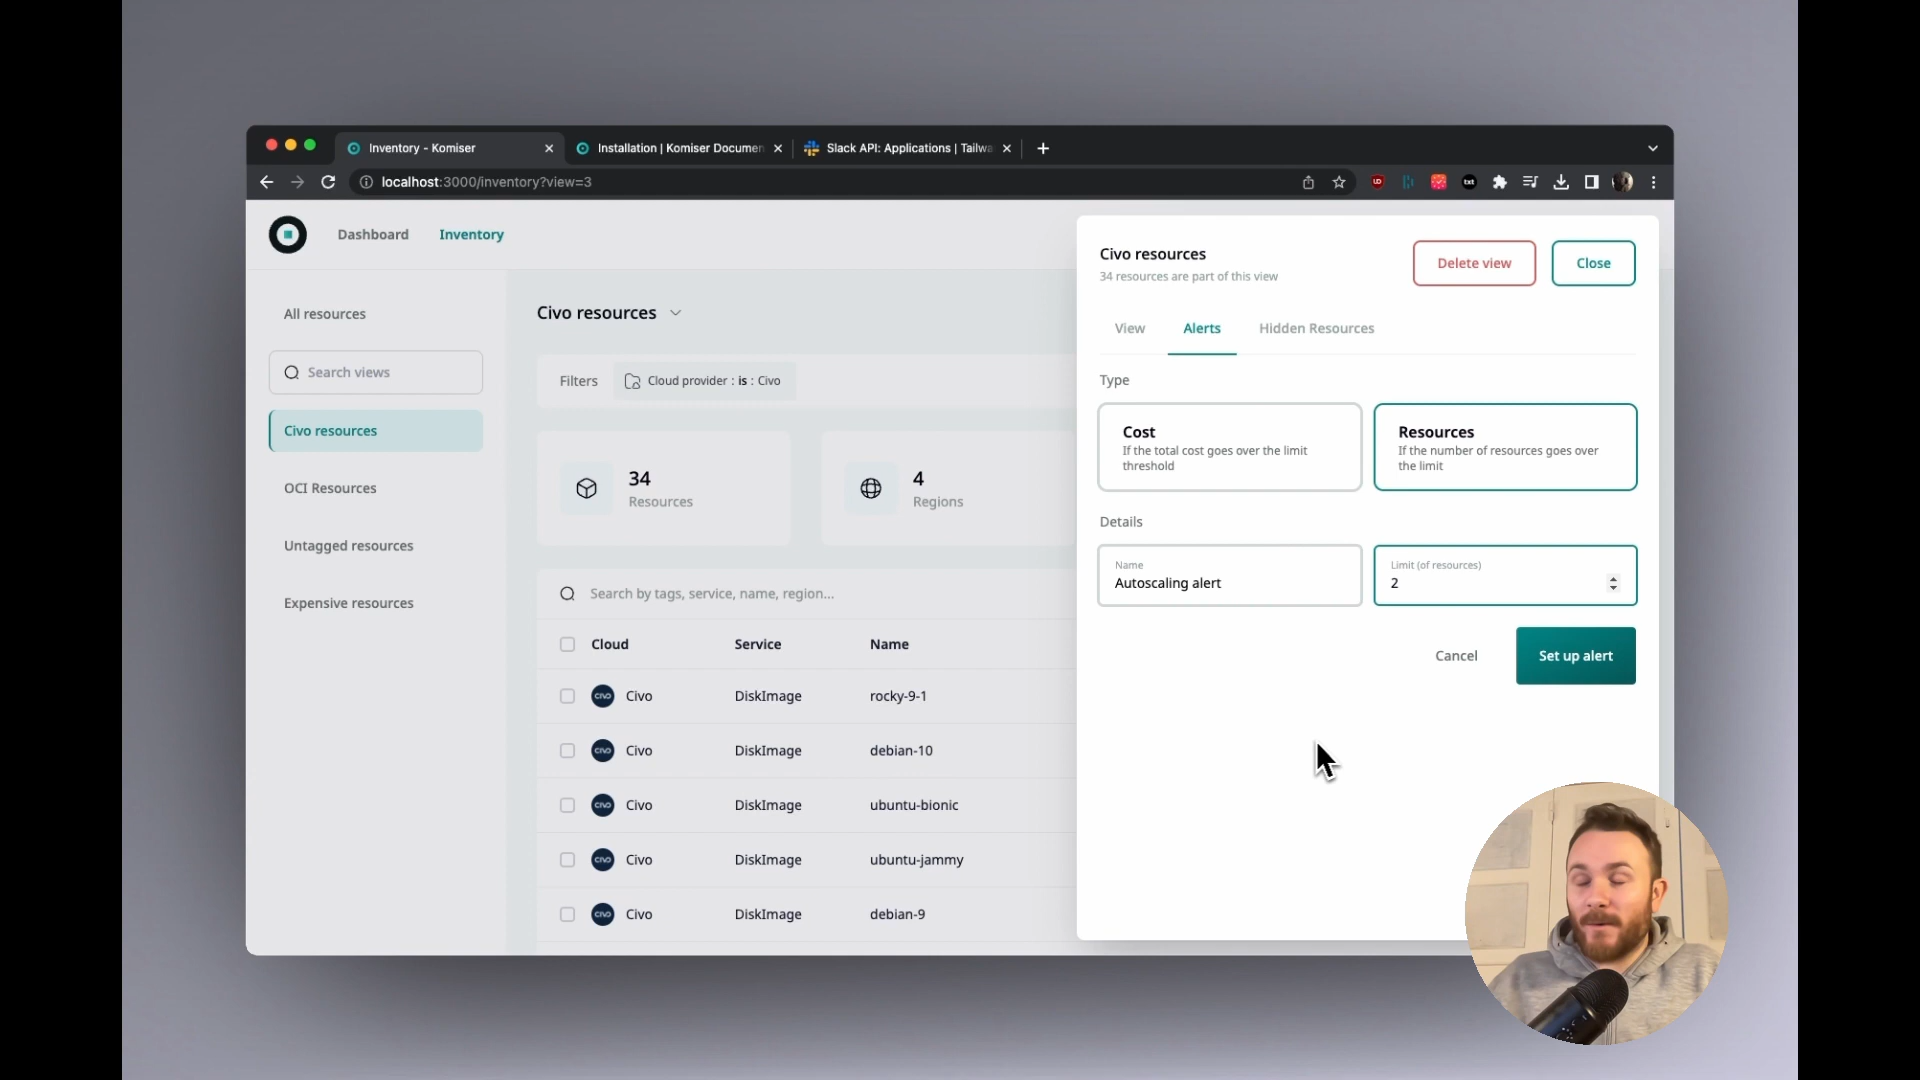 Inventory - Komiser
Installation | Komiser Documen
Slack API: Applications | Tailwa
localhost:3000/inventory?view=3
Dashboard
Inventory
All resources
Search views
Civo resources
OCI Resources
Untagged resources
Expensive resources
Civo resources
Filters
Cloud provider : is : Civo
34
Resources
4
Regions
Search by tags, service, name, region...
Cloud Service Name
CIVO Civo DiskImage rocky-9-1
CIVO Civo DiskImage debian-10
CIVO Civo DiskImage ubuntu-bionic
CIVO Civo DiskImage ubuntu-jammy
CIVO Civo DiskImage debian-9
Civo resources
34 resources are part of this view
Delete view
Close
View
Alerts
Hidden Resources
Type
Cost
If the total cost goes over the limit
threshold
Resources
If the number of resources goes over
the limit
Details
Name
Autoscaling alert
Limit (of resources)
2
Cancel
Set up alert